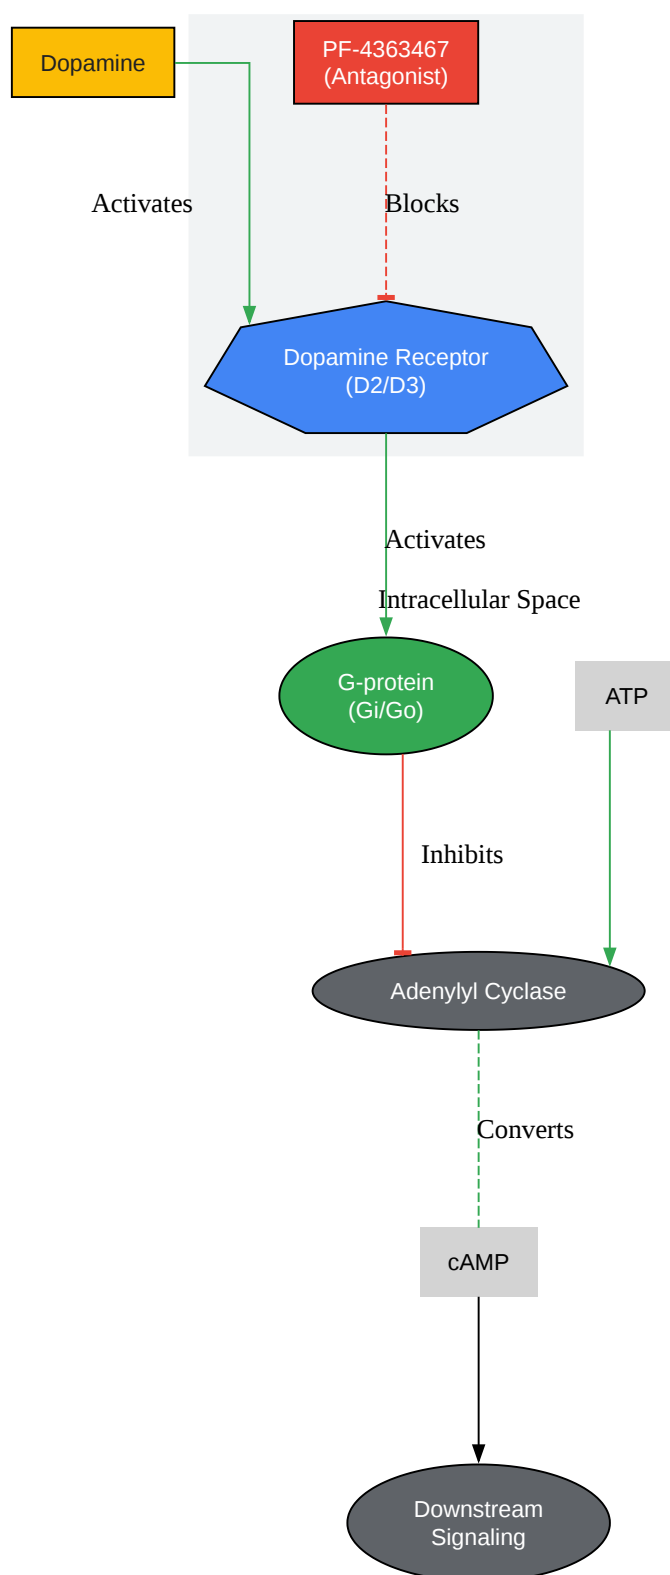 Dopamine
PF-4363467
(Antagonist)
Activates
Blocks
Dopamine Receptor
(D2/D3)
Activates
Intracellular Space
G-protein
(Gi/Go)
ATP
Inhibits
Adenylyl Cyclase
Converts
cAMP
Downstream
Signaling